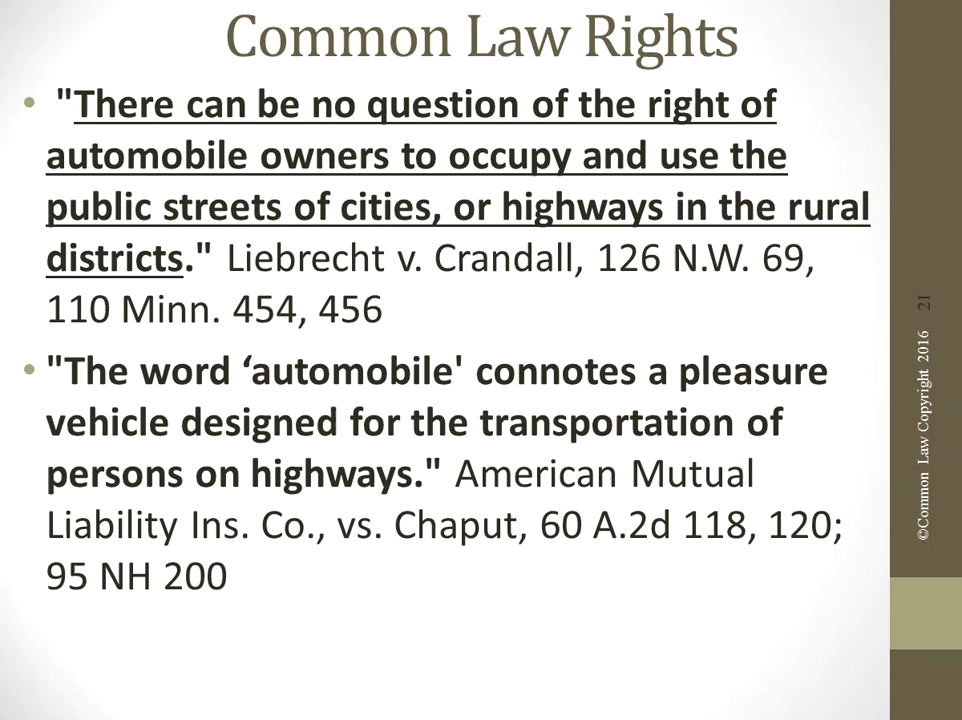 Common Law Rights
• "There can be no question of the right of
automobile owners to occupy and use the
public streets of cities, or highways in the rural
districts." Liebrecht v. Crandall, 126 N.W. 69,
110 Minn. 454, 456
• "The word ‘automobile' connotes a pleasure
vehicle designed for the transportation of
persons on highways." American Mutual
Liability Ins. Co., vs. Chaput, 60 A.2d 118, 120;
95 NH 200
©Common Law Copyright 2016 21